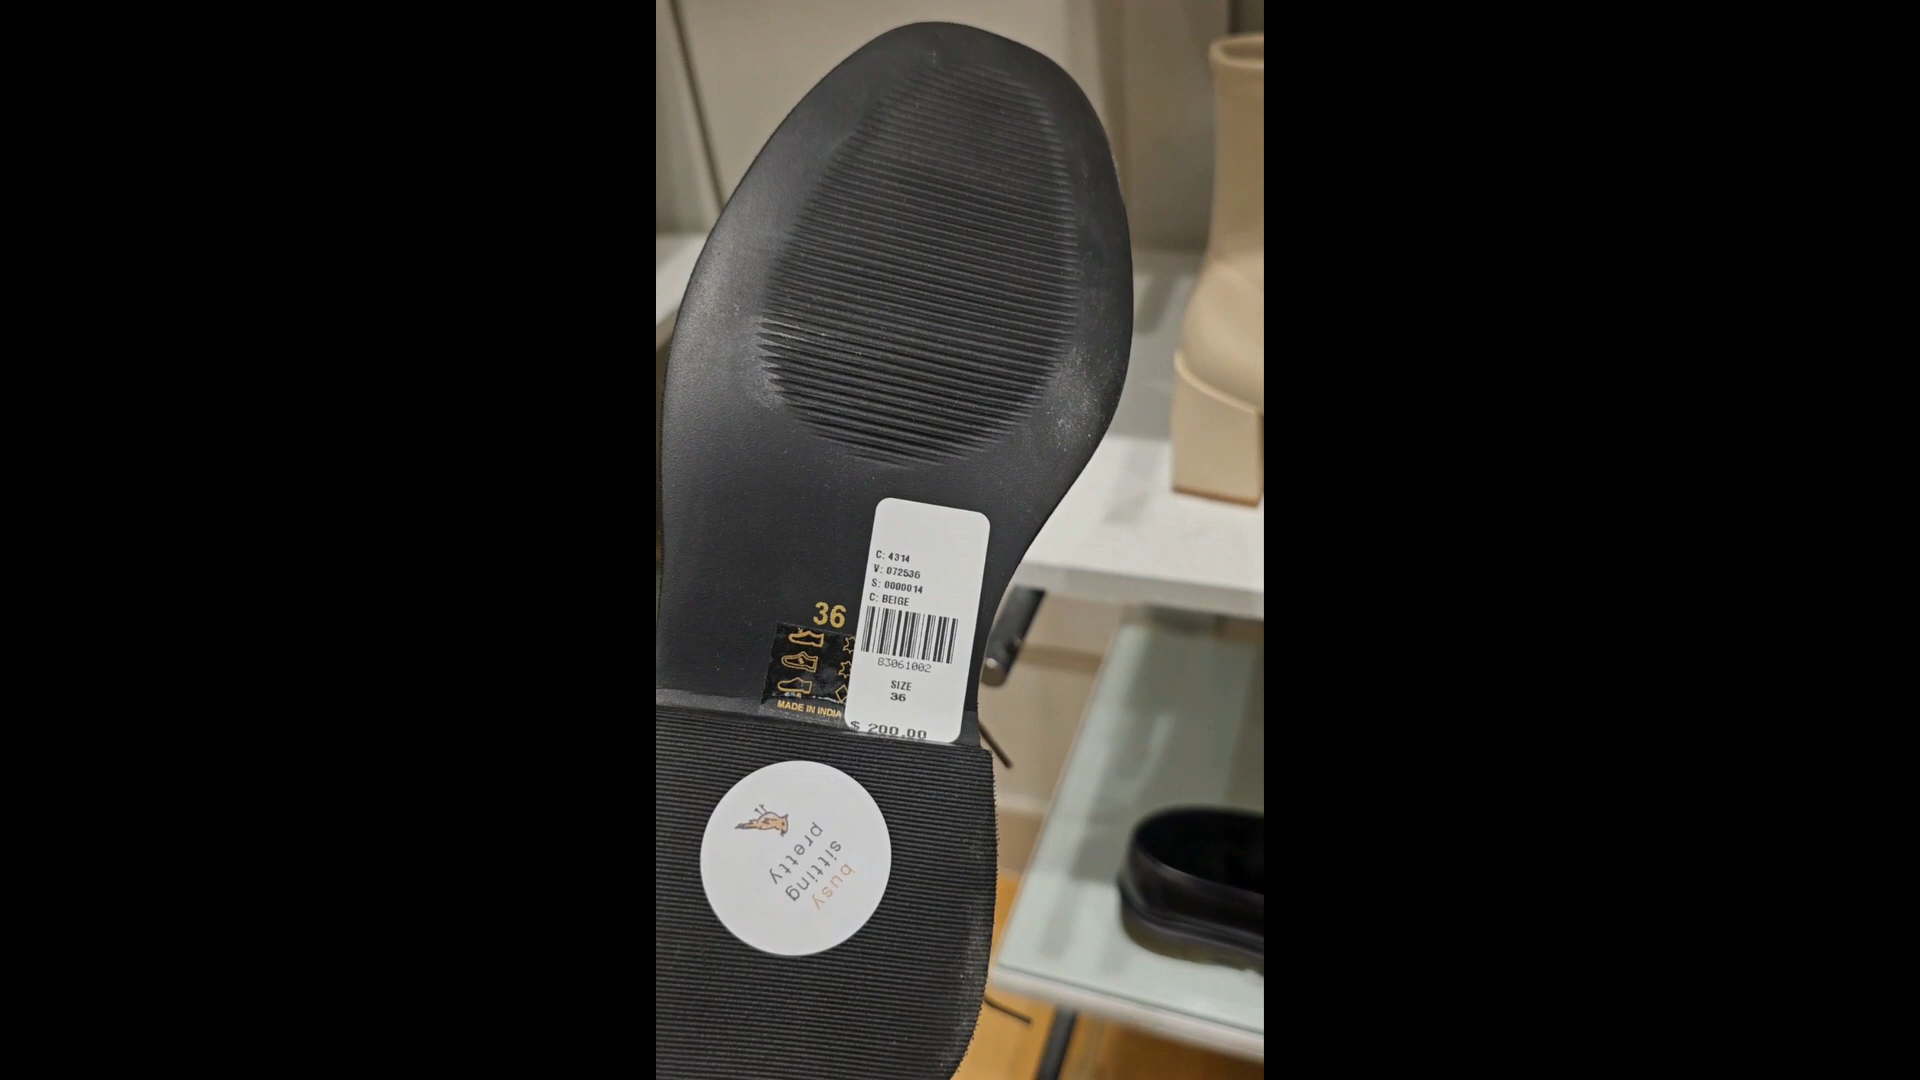 C: 4314
V: 072536
S: 0000014
C: BEIGE
83061002
SIZE
36
$ 200.00
36
MADE IN INDIA
busy
sitting
pretty